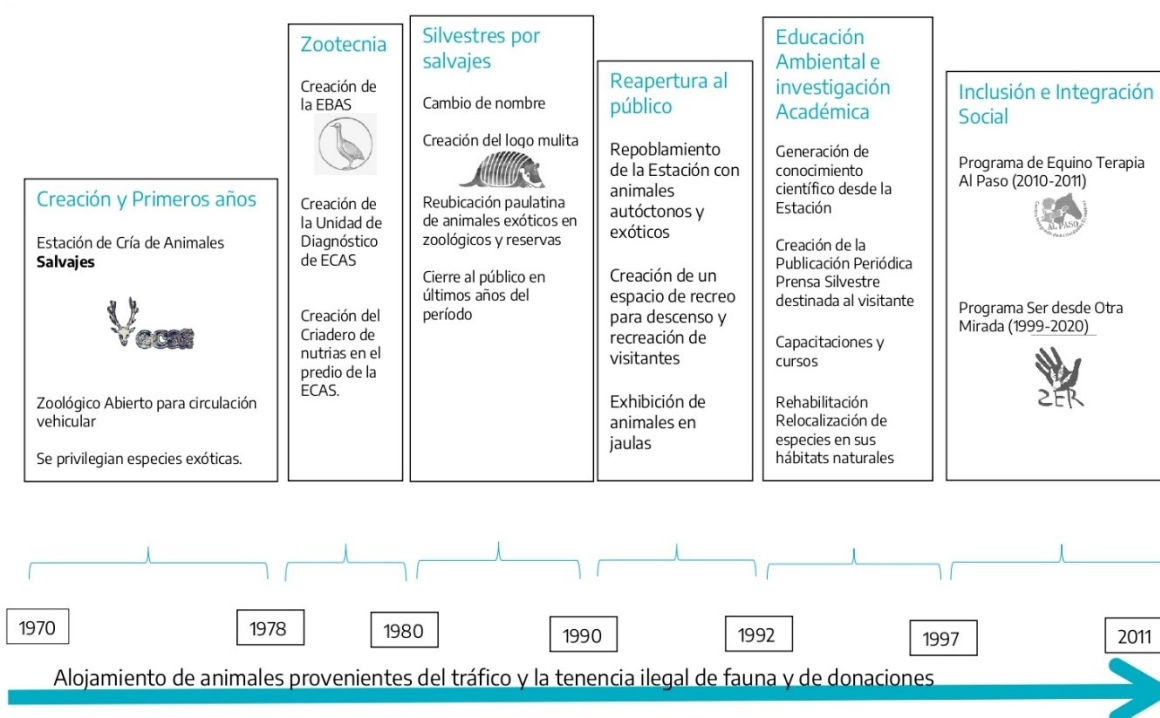 Creación y Primeros años
Estación de Cría de Animales
Salvajes
Zoológico Abierto para circulación
vehicular
Se privilegian especies exóticas.
Zootecnia
Creación de
la EBAS
Creación de
la Unidad de
Diagnóstico
de ECAS
Creación del
Criadero de
nutrias en el
predio de la
ECAS.
Silvestres por
salvajes
Cambio de nombre
Creación del logo mulita
Reubicación paulatina
de animales exóticos en
zoológicos y reservas
Cierre al público en
últimos años del
período
Reapertura al
público
Repoblamiento
de la Estación con
animales
autóctonos y
exóticos
Creación de un
espacio de recreo
para descenso y
recreación de
visitantes
Exhibición de
animales en
jaulas
Educación
Ambiental e
investigación
Académica
Generación de
conocimiento
científico desde la
Estación
Creación de la
Publicación Periódica
Prensa Silvestre
destinada al visitante
Capacitaciones y
cursos
Rehabilitación
Relocalización de
especies en sus
hábitats naturales
Inclusión e Integración
Social
Programa de Equino Terapia
Al Paso (2010-2011)
AL PASO
Programa Ser desde Otra
Mirada (1999-2020)
SER
1970
1978
1980
1990
1992
1997
2011
Alojamiento de animales provenientes del tráfico y la tenencia ilegal de fauna y de donaciones